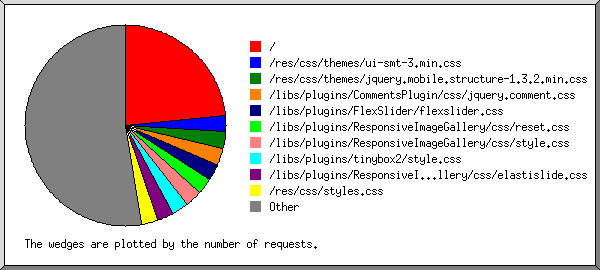 /
/res/css/themes/ui-smt-3.min.css
/res/css/themes/jquery.mobile.structure-1.3.2.min.css
/libs/plugins/CommentsPlugin/css/jquery.comment.css
/libs/plugins/FlexSlider/flexslider.css
/libs/plugins/ResponsiveImageGallery/css/reset.css
/libs/plugins/ResponsiveImageGallery/css/style.css
/libs/plugins/tinybox2/style.css
/libs/plugins/ResponsiveI...llery/css/elastislide.css
/res/css/styles.css
Other
The wedges are plotted by the number of requests.